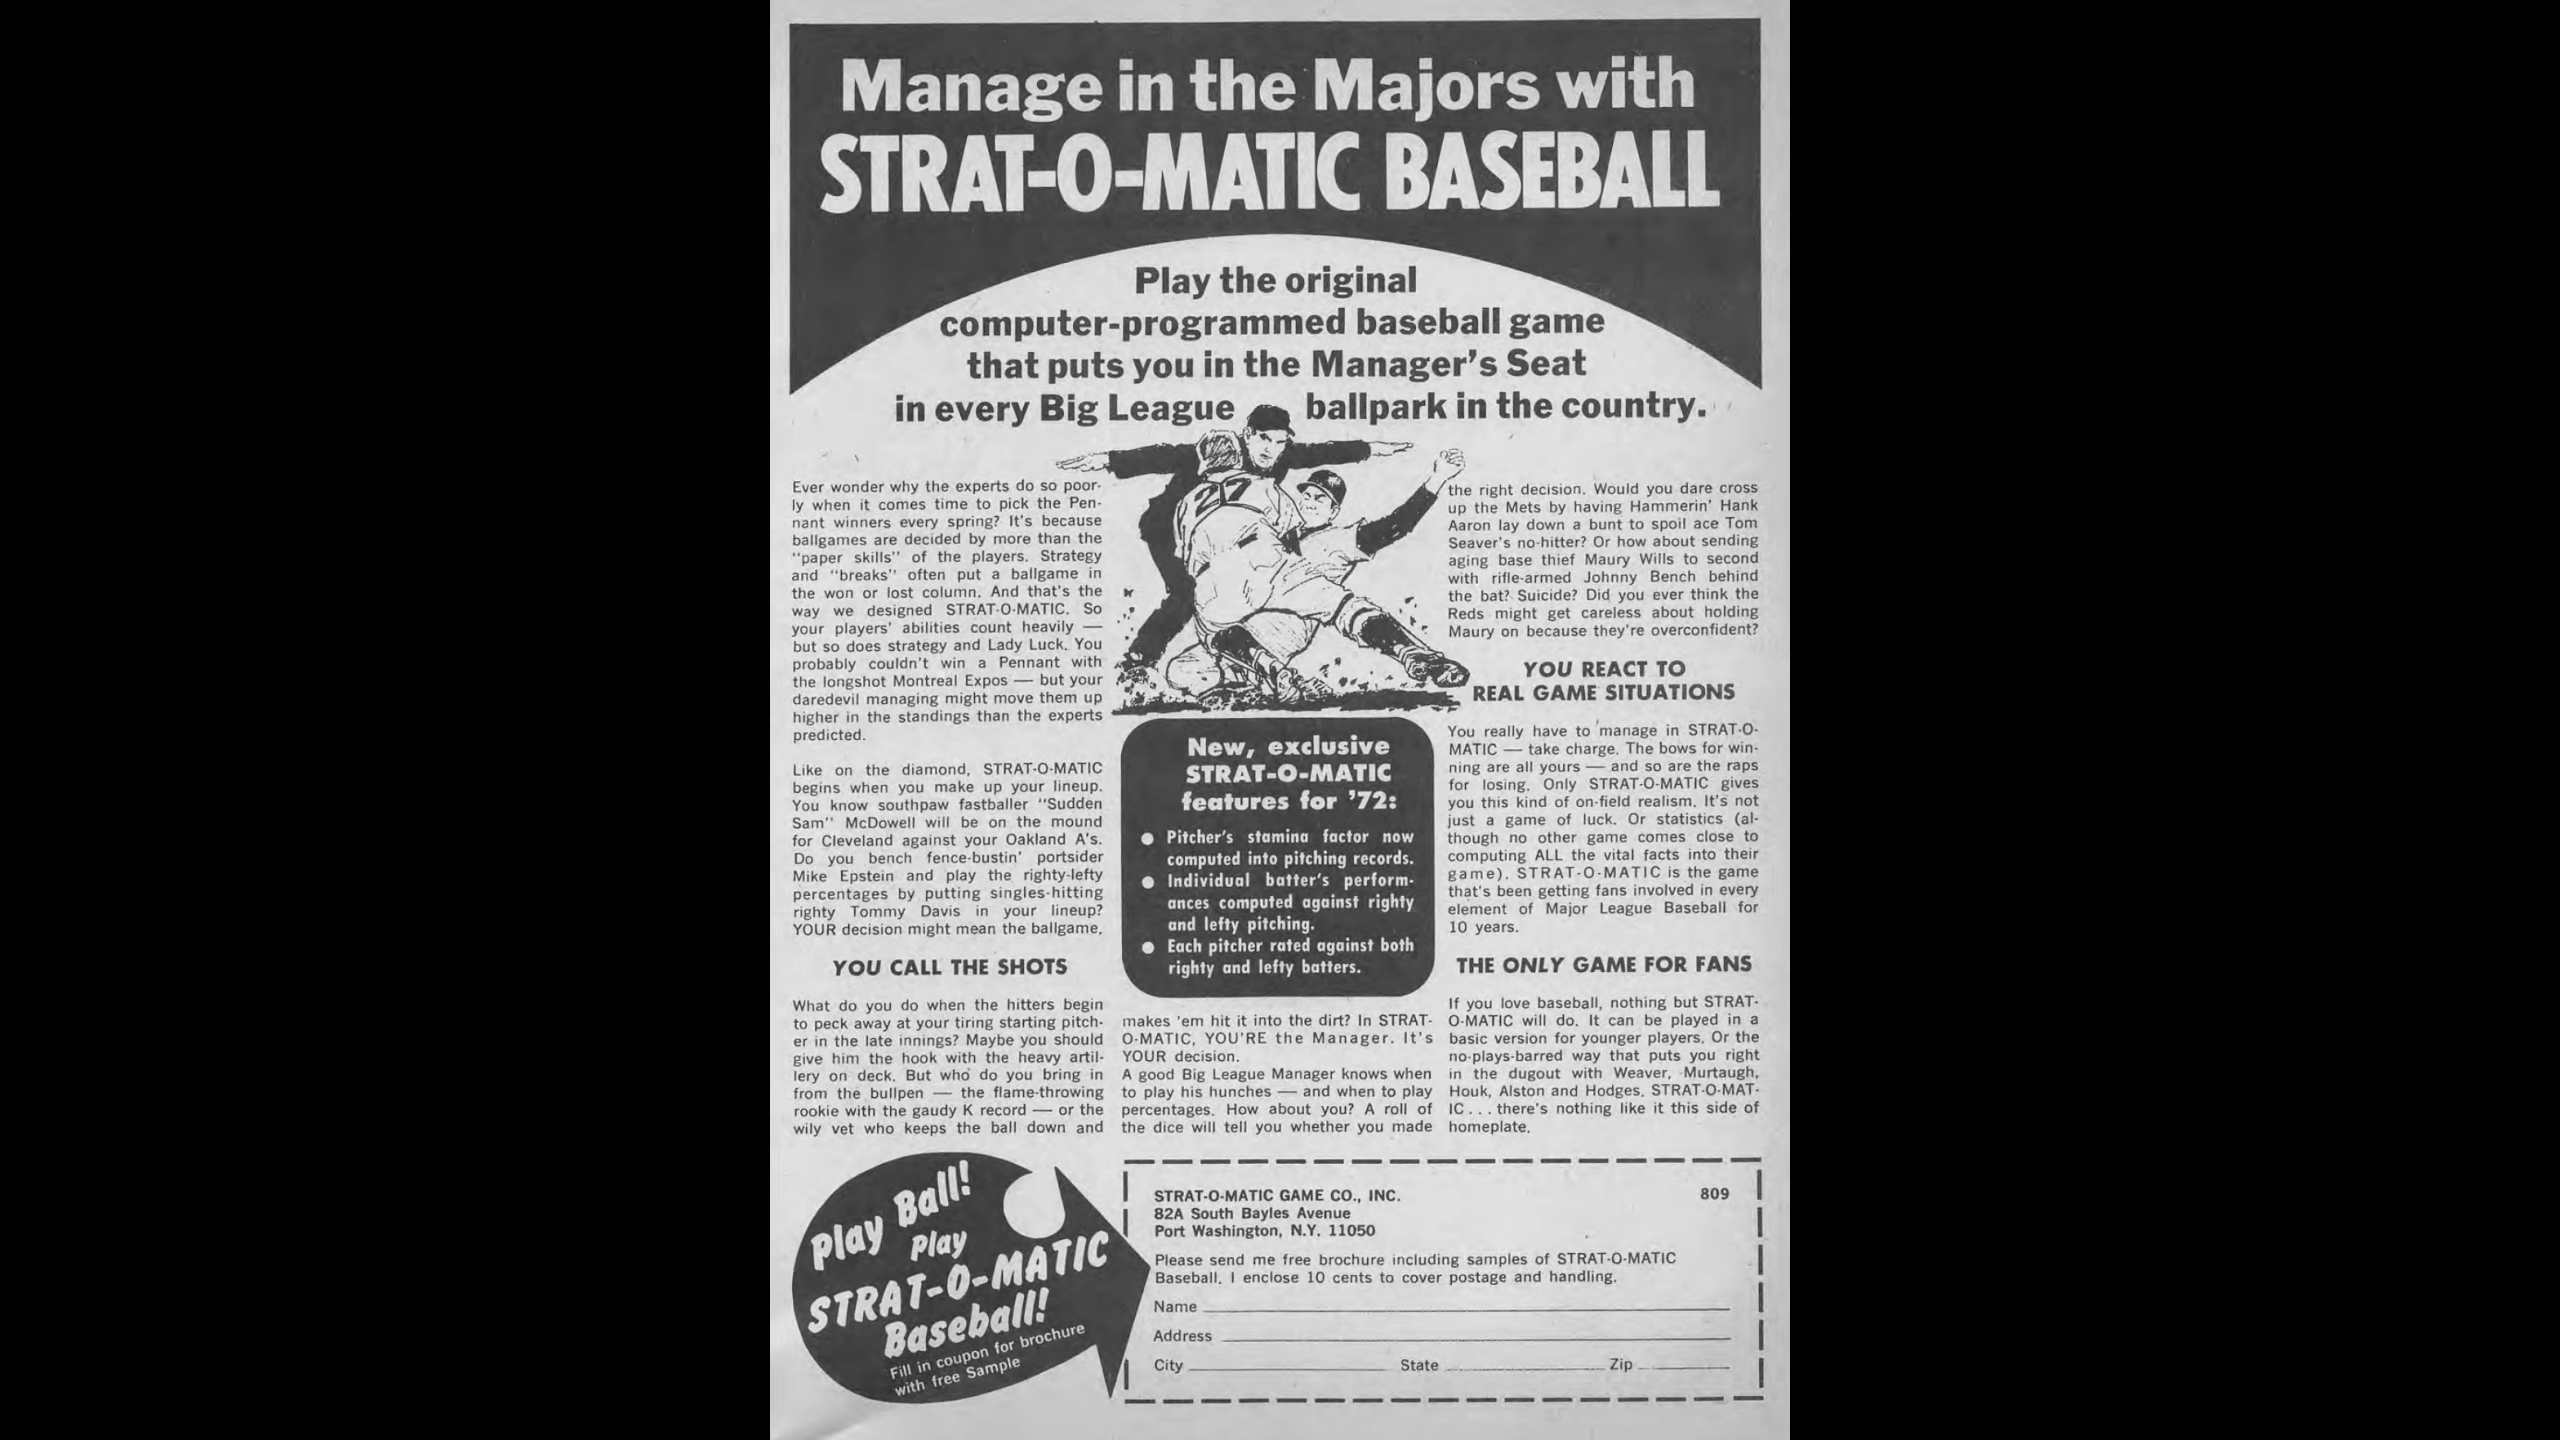 Manage in the Majors with
STRAT-O-MATIC BASEBALL
Play the original
computer-programmed baseball game
that puts you in the Manager's Seat
in every Big League ballpark in the country.
Ever wonder why the experts do so poor-
ly when it comes time to pick the Pen-
nant winners every spring? It's because
ballgames are decided by more than the
"paper skills" of the players. Strategy
and "breaks" often put a ballgame in
the won or lost column. And that's the
way we designed STRAT-O-MATIC. So
your players' abilities count heavily —
but so does strategy and Lady Luck. You
probably couldn't win a Pennant with
the longshot Montreal Expos — but your
daredevil managing might move them up
higher in the standings than the experts
predicted.
Like on the diamond, STRAT-O-MATIC
begins when you make up your lineup.
You know southpaw fastballer "Sudden
Sam" McDowell will be on the mound
for Cleveland against your Oakland A's.
Do you bench fence-bustin' portsider
Mike Epstein and play the righty-lefty
percentages by putting singles-hitting
righty Tommy Davis in your lineup?
YOUR decision might mean the ballgame.
YOU CALL THE SHOTS
What do you do when the hitters begin
to peck away at your tiring starting pitch-
er in the late innings? Maybe you should
give him the hook with the heavy artil-
lery on deck. But who do you bring in
from the bullpen — the flame-throwing
rookie with the gaudy K record — or the
wily vet who keeps the ball down and
27
New, exclusive
STRAT-O-MATIC
features for '72:
● Pitcher's stamina factor now
computed into pitching records.
● Individual batter's perform-
ances computed against righty
and lefty pitching.
● Each pitcher rated against both
righty and lefty batters.
makes 'em hit it into the dirt? In STRAT-
O-MATIC, YOU'RE the Manager. It's
YOUR decision.
A good Big League Manager knows when
to play his hunches — and when to play
percentages. How about you? A roll of
the dice will tell you whether you made
the right decision. Would you dare cross
up the Mets by having Hammerin' Hank
Aaron lay down a bunt to spoil ace Tom
Seaver's no-hitter? Or how about sending
aging base thief Maury Wills to second
with rifle-armed Johnny Bench behind
the bat? Suicide? Did you ever think the
Reds might get careless about holding
Maury on because they're overconfident?
YOU REACT TO
REAL GAME SITUATIONS
You really have to manage in STRAT-O-
MATIC — take charge. The bows for win-
ning are all yours — and so are the raps
for losing. Only STRAT-O-MATIC gives
you this kind of on-field realism. It's not
just a game of luck. Or statistics (al-
though no other game comes close to
computing ALL the vital facts into their
game). STRAT-O-MATIC is the game
that's been getting fans involved in every
element of Major League Baseball for
10 years.
THE ONLY GAME FOR FANS
If you love baseball, nothing but STRAT-
O-MATIC will do. It can be played in a
basic version for younger players. Or the
no-plays-barred way that puts you right
in the dugout with Weaver, Murtaugh,
Houk, Alston and Hodges. STRAT-O-MAT-
IC... there's nothing like it this side of
homeplate.
Play Ball!
Play
STRAT-O-MATIC
Baseball!
Fill in coupon for brochure
with free Sample
STRAT-O-MATIC GAME CO., INC. 809
82A South Bayles Avenue
Port Washington, N.Y. 11050
Please send me free brochure including samples of STRAT-O-MATIC
Baseball. I enclose 10 cents to cover postage and handling.
Name
Address
City State Zip